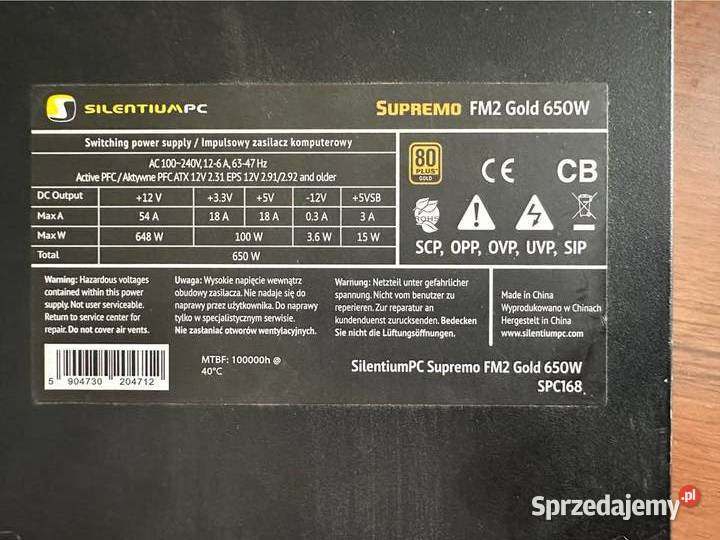 SILENTIUMPC
SUPREMO FM2 Gold 650W
Switching power supply / Impulsowy zasilacz komputerowy
AC 100~240V, 12-6 A, 63-47 Hz
Active PFC / Aktywne PFC ATX 12V 2.31 EPS 12V 2.91/2.92 and older
DC Output +12 V +3.3V +5V -12V +5VSB
Max A 54 A 18 A 18 A 0.3 A 3 A
Max W 648 W 100 W 3.6 W 15 W
Total 650 W
80
PLUS
GOLD
CE
CB
ROHS
SCP, OPP, OVP, UVP, SIP
Warning: Hazardous voltages
contained within this power
supply. Not user serviceable.
Return to service center for
repair. Do not cover air vents.
Uwaga: Wysokie napięcie wewnątrz
obudowy zasilacza. Nie nadaje się do
naprawy przez użytkownika. Do naprawy
tylko w specjalistycznym serwisie.
Nie zasłaniać otworów wentylacyjnych.
Warnung: Netzteil unter gefahrlicher
spannung. Nicht vom benutzer zu
reperieren. Zur reparatur an
kundendienst zurucksenden. Bedecken
Sie nicht die Lüftungsöffnungen.
Made in China
Wyprodukowano w Chinach
Hergestelt in China
www.silentiumpc.com
5 904730 204712
MTBF: 100000h @
40°C
SilentiumPC Supremo FM2 Gold 650W
SPC168
Sprzedajemy.pl